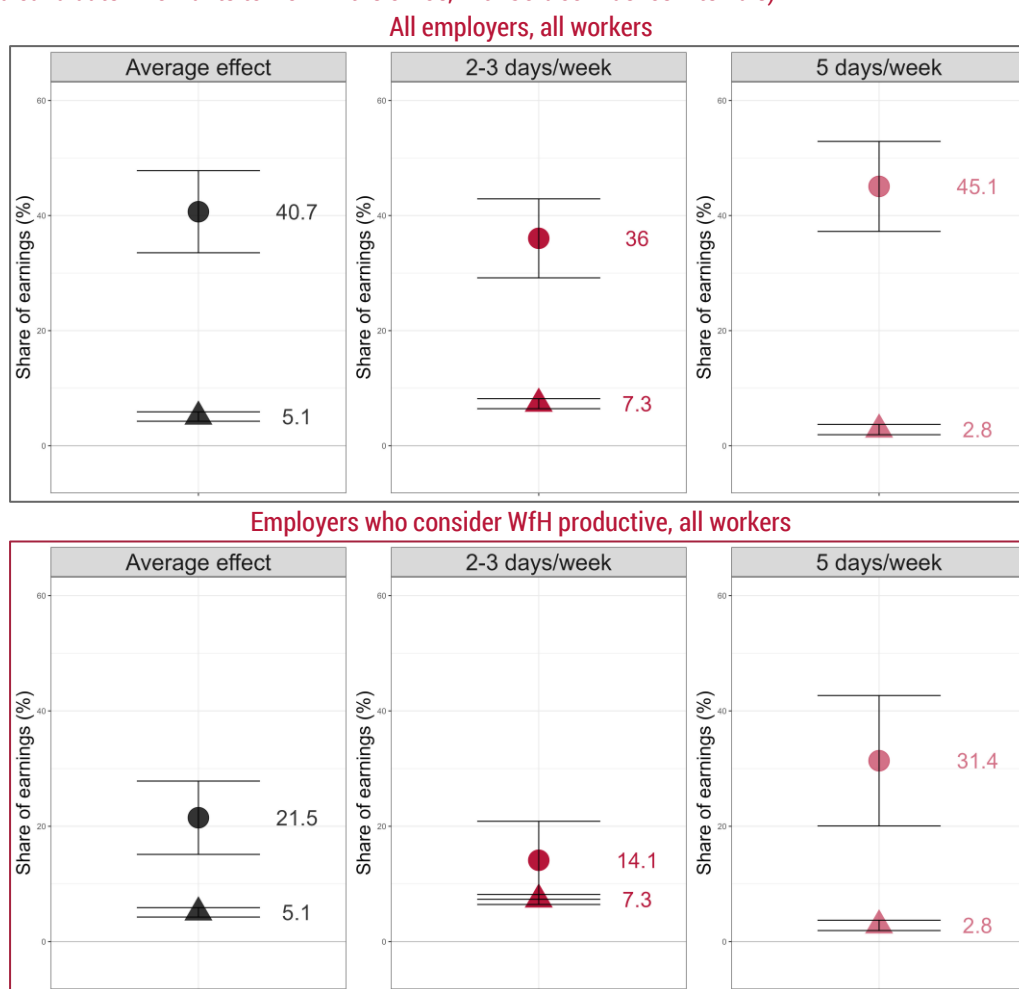 All employers, all workers
Average effect 2-3 days/week 5 days/week
Share of earnings (%) Share of earnings (%) Share of earnings (%)
60 60 60
40.7 36 45.1
40 40 40
20 20 20
5.1 7.3 2.8
0 0 0
Employers who consider WfH productive, all workers
Average effect 2-3 days/week 5 days/week
Share of earnings (%) Share of earnings (%) Share of earnings (%)
60 60 60
40 40 40
21.5 14.1 31.4
20 20 20
5.1 7.3 2.8
0 0 0